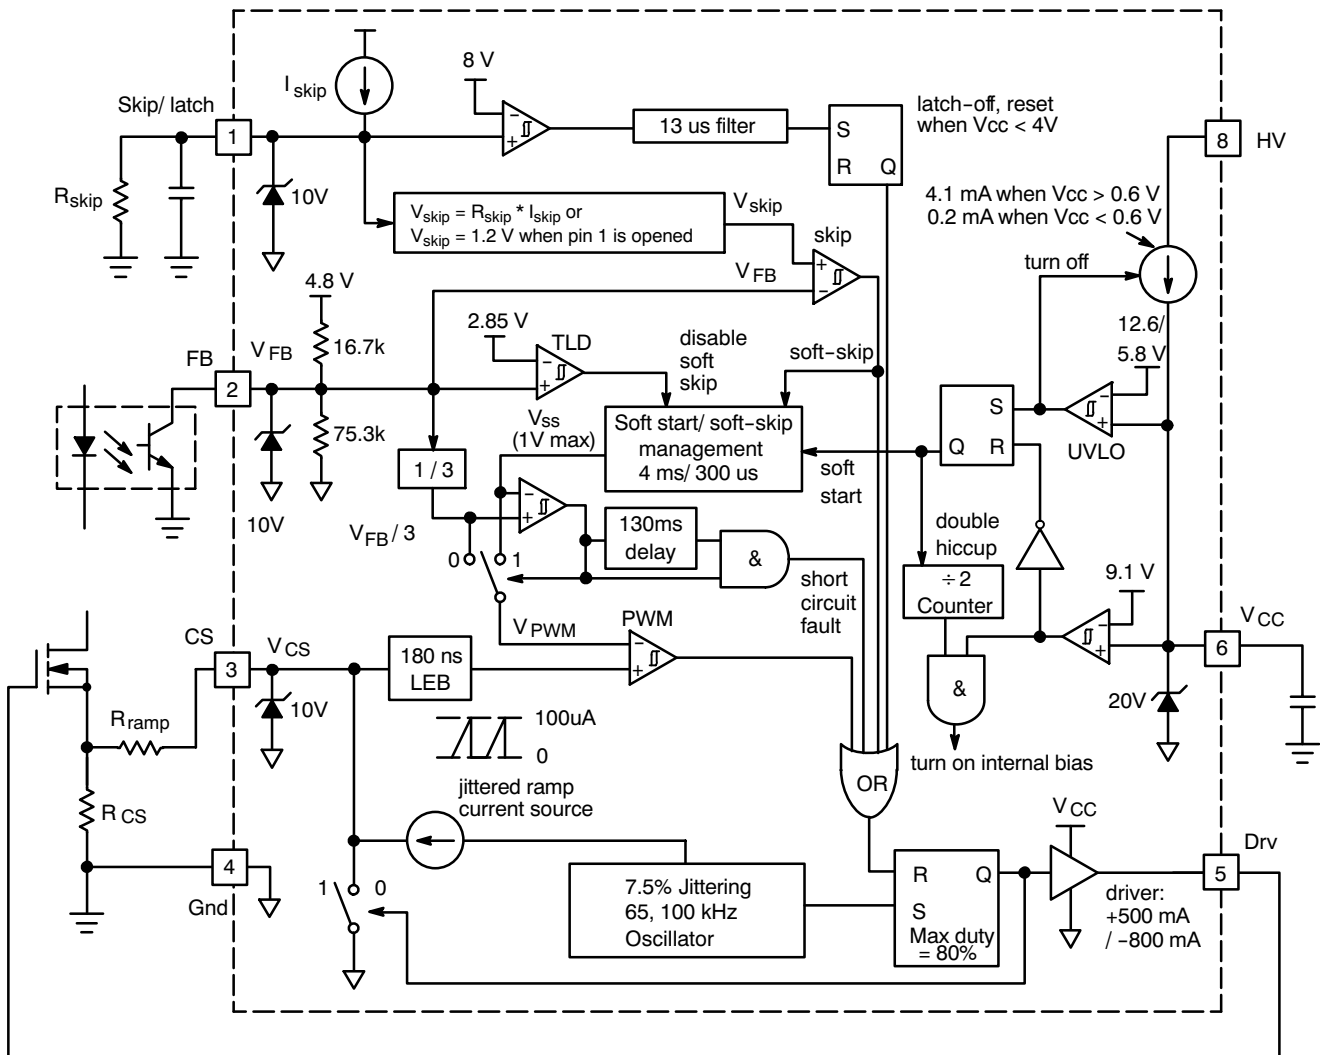 8 V
I skip
Skip/ latch
1
- +
13 us filter
S
R Q
latch-off, reset
when Vcc < 4V
8
HV
R skip
10V
V skip = R skip * I skip or
V skip = 1.2 V when pin 1 is opened
V skip
skip
+ -
4.1 mA when Vcc > 0.6 V
0.2 mA when Vcc < 0.6 V
turn off
V FB
4.8 V
16.7k
2.85 V
TLD
- +
disable
soft
skip
soft-skip
12.6/
5.8 V
FB
V FB
2
75.3k
10V
V ss
(1V max)
Soft start/ soft-skip
management
4 ms/ 300 us
soft
start
S
Q R
- +
UVLO
1 / 3
V FB / 3
0 1
- +
130ms
delay
&
short
circuit
fault
double
hiccup
÷ 2
Counter
9.1 V
- +
V CC
6
20V
&
turn on internal bias
CS
V CS
3
10V
180 ns
LEB
V PWM
PWM
- +
R ramp
100uA
0
R CS
jittered ramp
current source
OR
4
Gnd
1 0
7.5% Jittering
65, 100 kHz
Oscillator
R Q
S
Max duty
= 80%
V CC
Drv
5
driver:
+500 mA
/ -800 mA